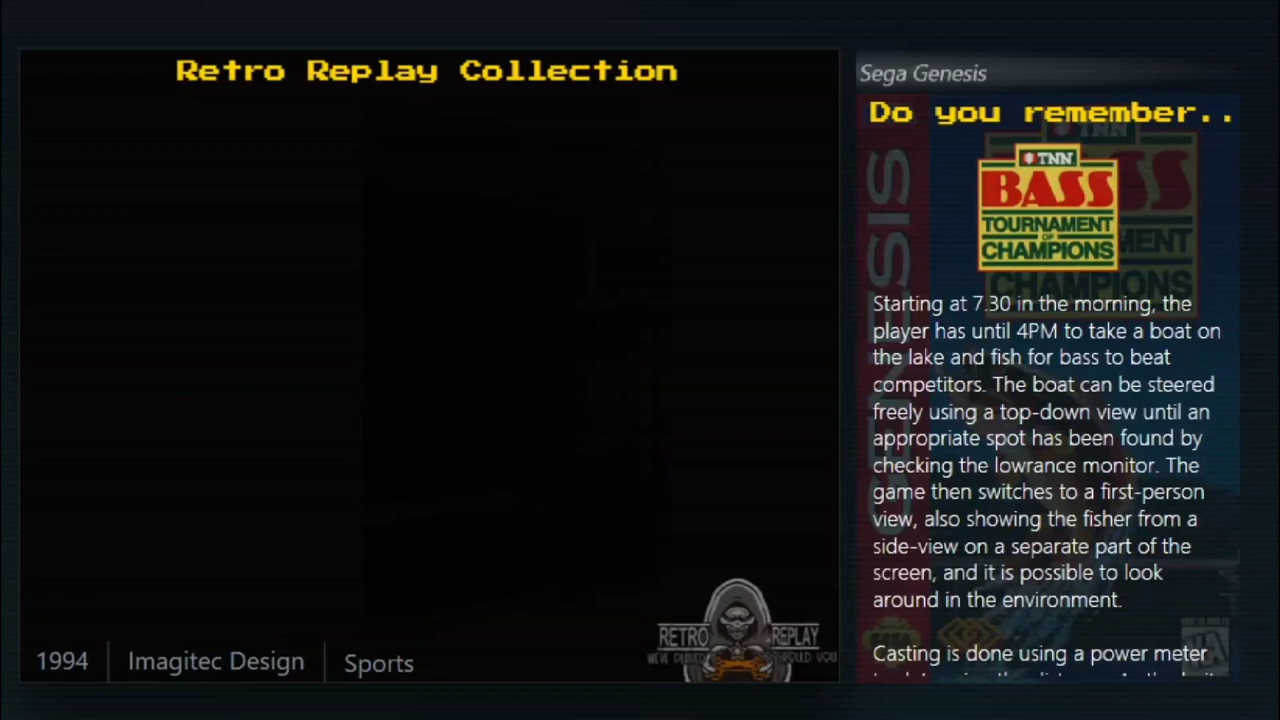 Retro Replay Collection
Sega Genesis
Do you remember..
TNN
BASS
TOURNAMENT
OF
CHAMPIONS
GENESIS
Starting at 7.30 in the morning, the
player has until 4PM to take a boat on
the lake and fish for bass to beat
competitors. The boat can be steered
freely using a top-down view until an
appropriate spot has been found by
checking the lowrance monitor. The
game then switches to a first-person
view, also showing the fisher from a
side-view on a separate part of the
screen, and it is possible to look
around in the environment.
Casting is done using a power meter
RETRO REPLAY
1994
Imagitec Design
Sports